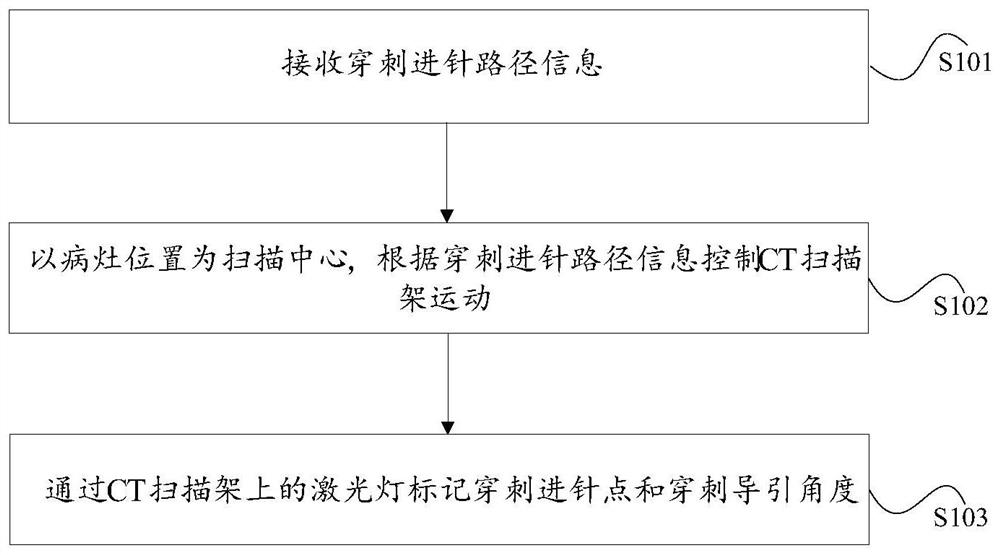 接收穿刺进针路径信息
S101
以病灶位置为扫描中心，根据穿刺进针路径信息控制CT扫描
架运动
S102
通过CT扫描架上的激光灯标记穿刺进针点和穿刺导引角度
S103